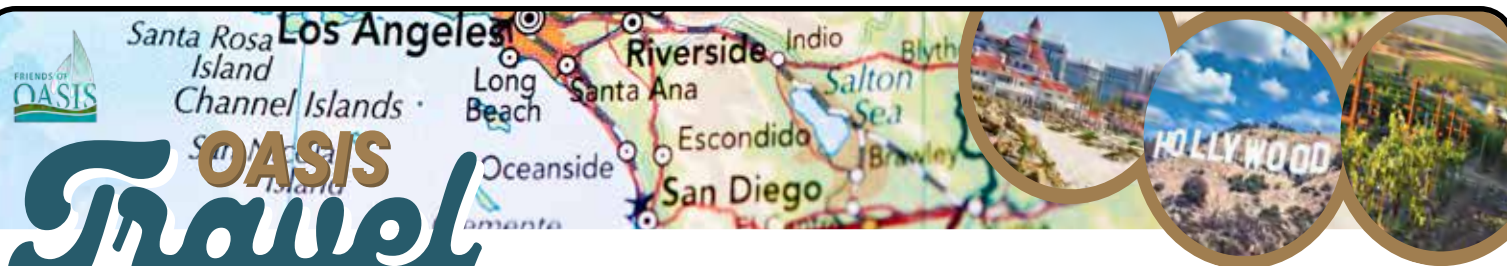 FRIENDS OF
OASIS
Santa Rosa
Island
Channel Islands
Los Angeles
Long
Beach
Riverside
Santa Ana
Indio
Salton
Sea
Escondido
Oceanside
San Diego
OASIS
Travel
HOLLYWOOD